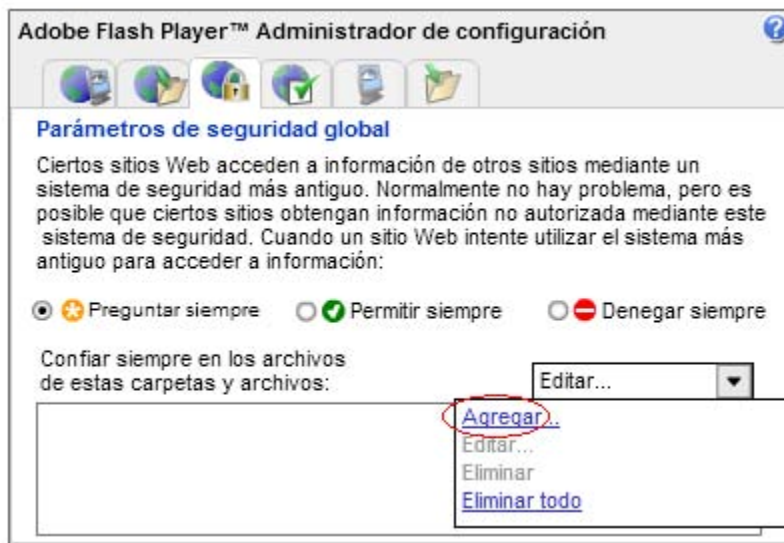 Adobe Flash Player™ Administrador de configuración
?
Parámetros de seguridad global
Ciertos sitios Web acceden a información de otros sitios mediante un
sistema de seguridad más antiguo. Normalmente no hay problema, pero es
posible que ciertos sitios obtengan información no autorizada mediante este
sistema de seguridad. Cuando un sitio Web intente utilizar el sistema más
antiguo para acceder a información:
Preguntar siempre Permitir siempre Denegar siempre
Confiar siempre en los archivos
de estas carpetas y archivos:
Editar...
Agregar...
Editar...
Eliminar
Eliminar todo